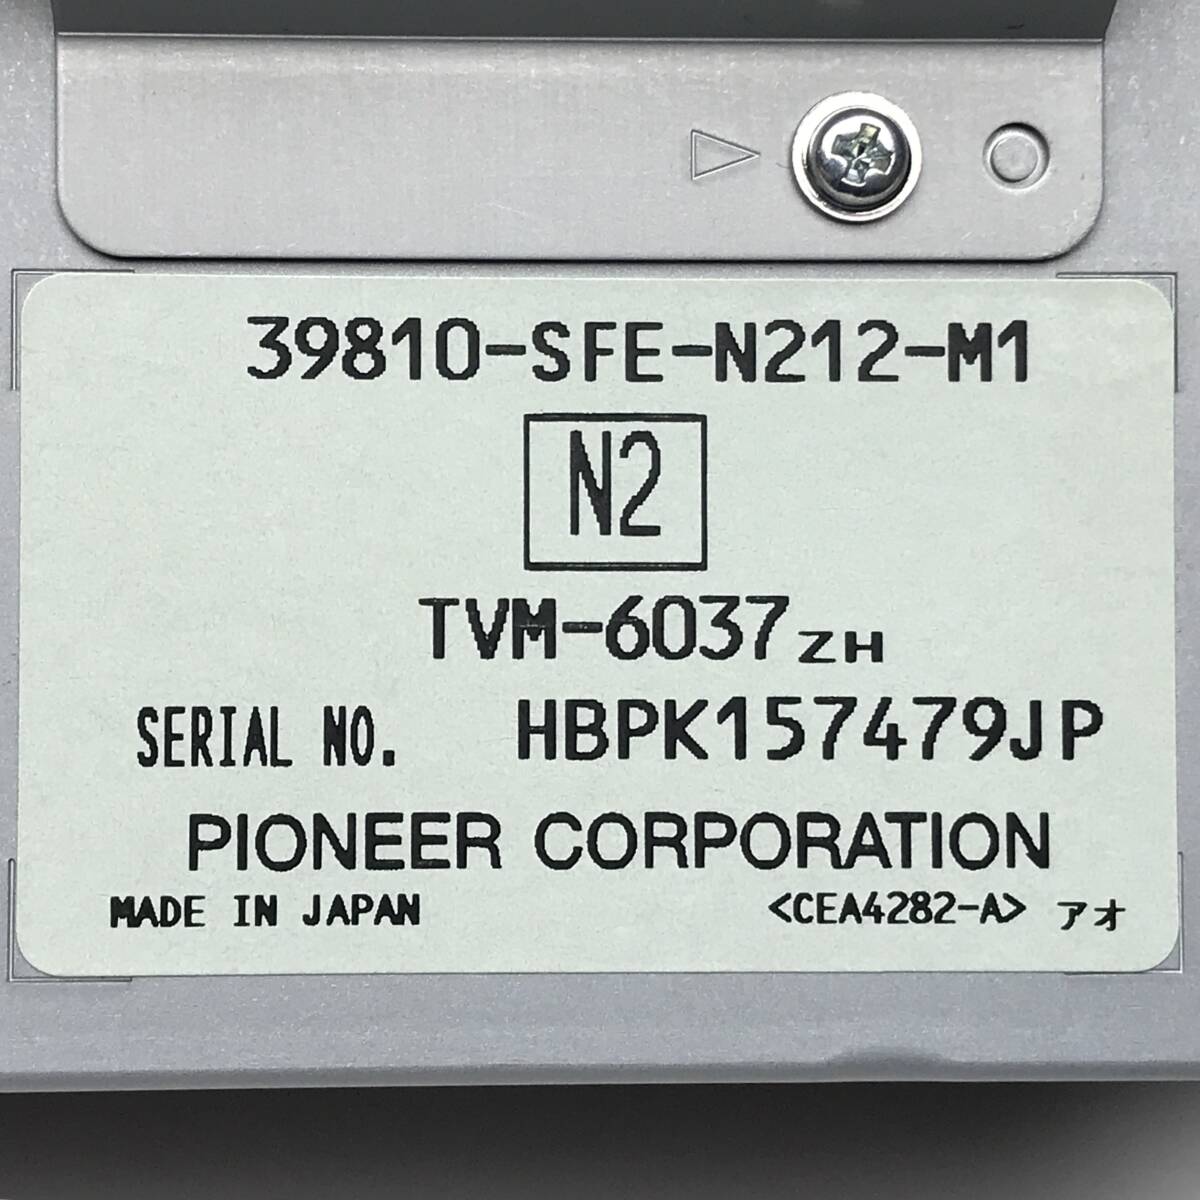 39810-SFE-N212-M1
N2
TVM-6037ZH
SERIAL NO. HBPK157479JP
PIONEER CORPORATION
MADE IN JAPAN <CEA4282-A> アオ